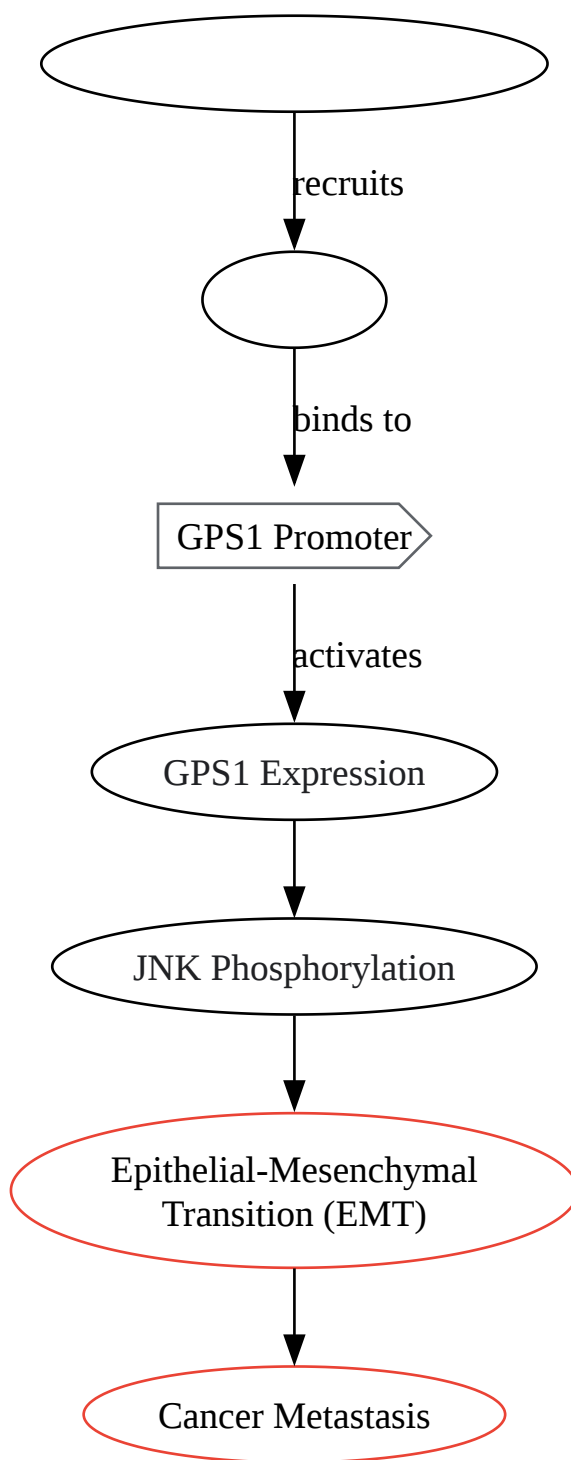 recruits
binds to
GPS1 Promoter
activates
GPS1 Expression
JNK Phosphorylation
Epithelial-Mesenchymal
Transition (EMT)
Cancer Metastasis